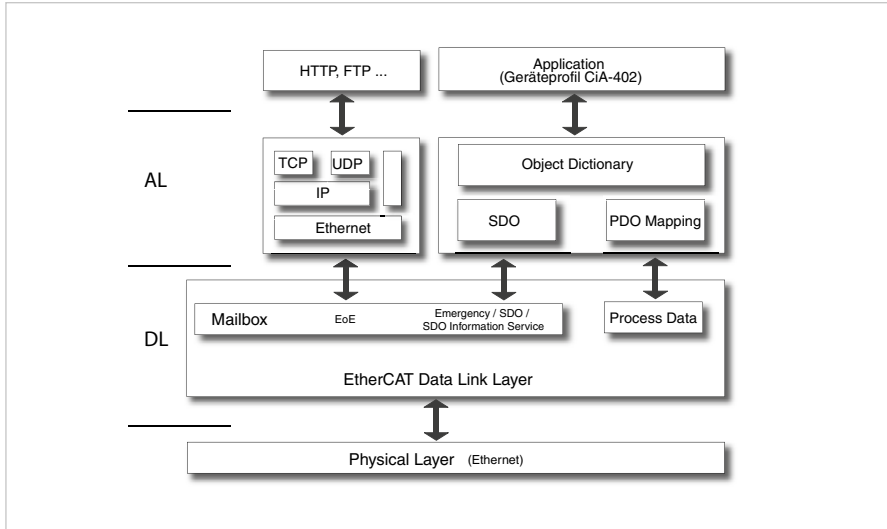 HTTP, FTP ...
Application
(Geräteprofil CiA-402)
AL
TCP
UDP
IP
Ethernet
Object Dictionary
SDO
PDO Mapping
DL
Mailbox
EoE
Emergency / SDO /
SDO Information Service
Process Data
EtherCAT Data Link Layer
Physical Layer (Ethernet)